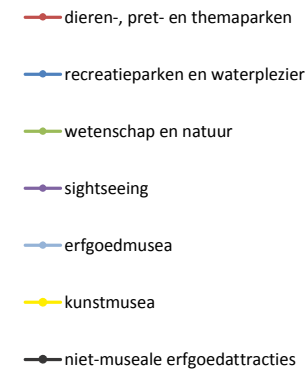 dieren-, pret- en themaparken
recreatieparken en waterplezier
wetenschap en natuur
sightseeing
erfgoedmusea
kunstmusea
niet-museale erfgoedattracties